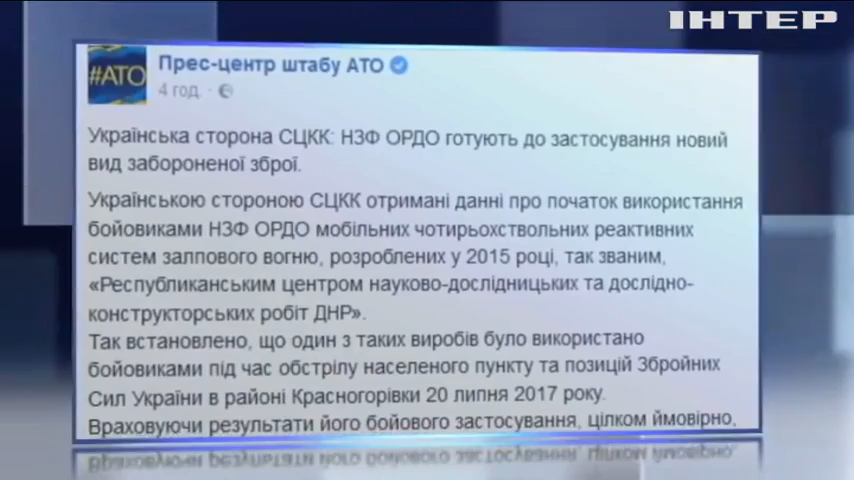 ІНТЕР
#АТО
Прес-центр штабу АТО
4 год.
Українська сторона СЦКК: НЗФ ОРДО готують до застосування новий
вид забороненої зброї.
Українською стороною СЦКК отримані данні про початок використання
бойовиками НЗФ ОРДО мобільних чотирьохствольних реактивних
систем залпового вогню, розроблених у 2015 році, так званим,
«Республиканським центром науково-дослідницьких та дослідно-
конструкторських робіт ДНР».
Так встановлено, що один з таких виробів було використано
бойовиками під час обстрілу населеного пункту та позицій Збройних
Сил України в районі Красногорівки 20 липня 2017 року.
Враховуючи результати його бойового застосування, цілком ймовірно,